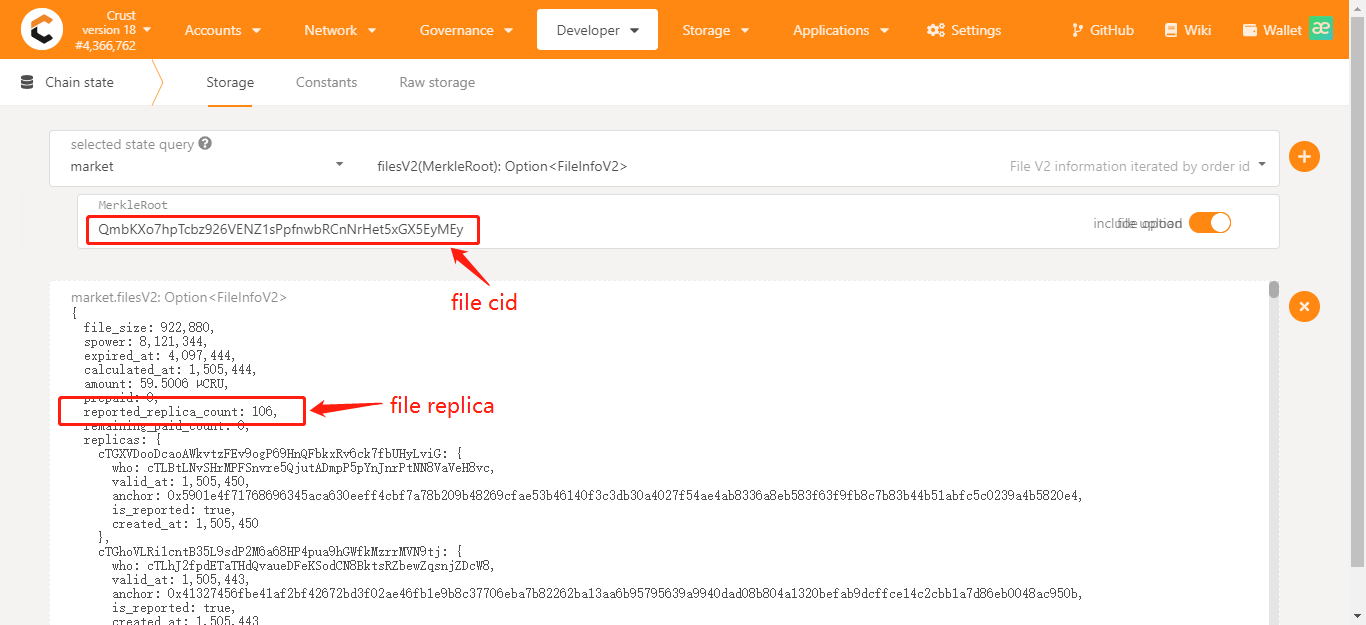 Crust
version 18
#4,366,762
Accounts
Network
Governance
Developer
Storage
Applications
Settings
GitHub
Wiki
Wallet
æ
Chain state
Storage
Constants
Raw storage
selected state query ?
market
filesV2(MerkleRoot): Option<FileInfoV2>
File V2 information iterated by order id
MerkleRoot
QmbKXo7hpTcbz926VENZ1sPpfnwbRCnNrHet5xGX5EyMEy
include option
file cid
market.filesV2: Option<FileInfoV2>
{
file_size: 922,880,
spower: 8,121,344,
expired_at: 4,097,444,
calculated_at: 1,505,444,
amount: 59.5006 µCRU,
prepaid: 0,
reported_replica_count: 106,
file replica
remaining_paid_count: 0,
replicas: {
cTGXVDooDcaoAWkvtzFEv9ogP69HnQFbkxRv6ck7fbUHyLviG: {
who: cTLBtLNvSHrMPFSnvre5QjutADmpP5pYnJnrPtNN8VaVeH8vc,
valid_at: 1,505,450,
anchor: 0x5901e4f71768696345aca630eeff4cbf7a78b209b48269cfae53b46140f3c3db30a4027f54ae4ab8336a8eb583f63f9fb8c7b83b44b51abfc5c0239a4b5820e4,
is_reported: true,
created_at: 1,505,450
},
cTGhoVLRi1cntB35L9sdP2M6a68HP4pua9hGWfkMzrrMVN9tj: {
who: cTLhJ2fpdETaTHdQvaueDFeKSodCN8BktsRZbewZqsnjZDcW8,
valid_at: 1,505,443,
anchor: 0x41327456fbe41af2bf42672bd3f02ae46fb1e9b8c37706eba7b82262ba13aa6b95795639a9940dad08b804a1320befab9dcffce14c2cbb1a7d86eb0048ac950b,
is_reported: true,
created_at: 1,505,443